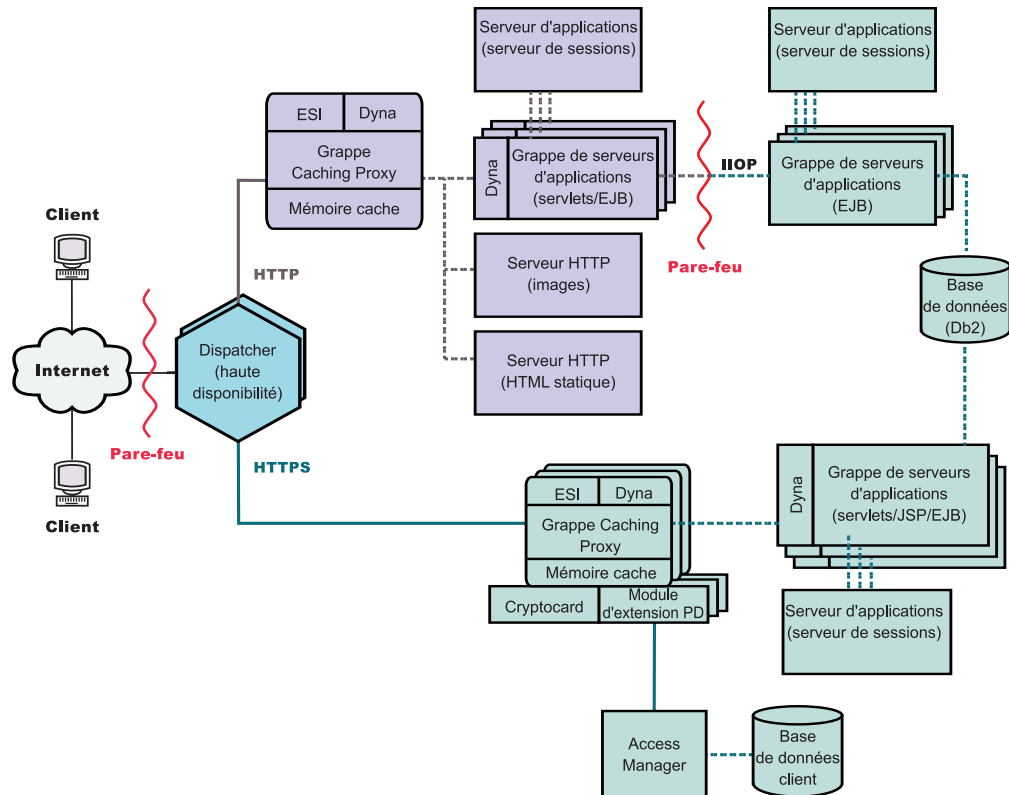 Serveur d'applications
(serveur de sessions)
Serveur d'applications
(serveur de sessions)
ESI
Dyna
Grappe
Caching Proxy
Mémoire cache
Dyna
Grappe de serveurs
d'applications
(servlets/EJB)
IIOP
Grappe de serveurs
d'applications
(EJB)
Client
HTTP
Serveur HTTP
(images)
Pare-feu
Base
de données
(Db2)
Internet
Dispatcher
(haute
disponibilité)
Serveur HTTP
(HTML statique)
Pare-feu
HTTPS
Client
ESI
Dyna
Grappe Caching
Proxy
Mémoire cache
Cryptocard
Module
d'extension PD
Dyna
Grappe de serveurs
d'applications
(servlets/JSP/EJB)
Serveur d'applications
(serveur de sessions)
Access
Manager
Base
de données
client